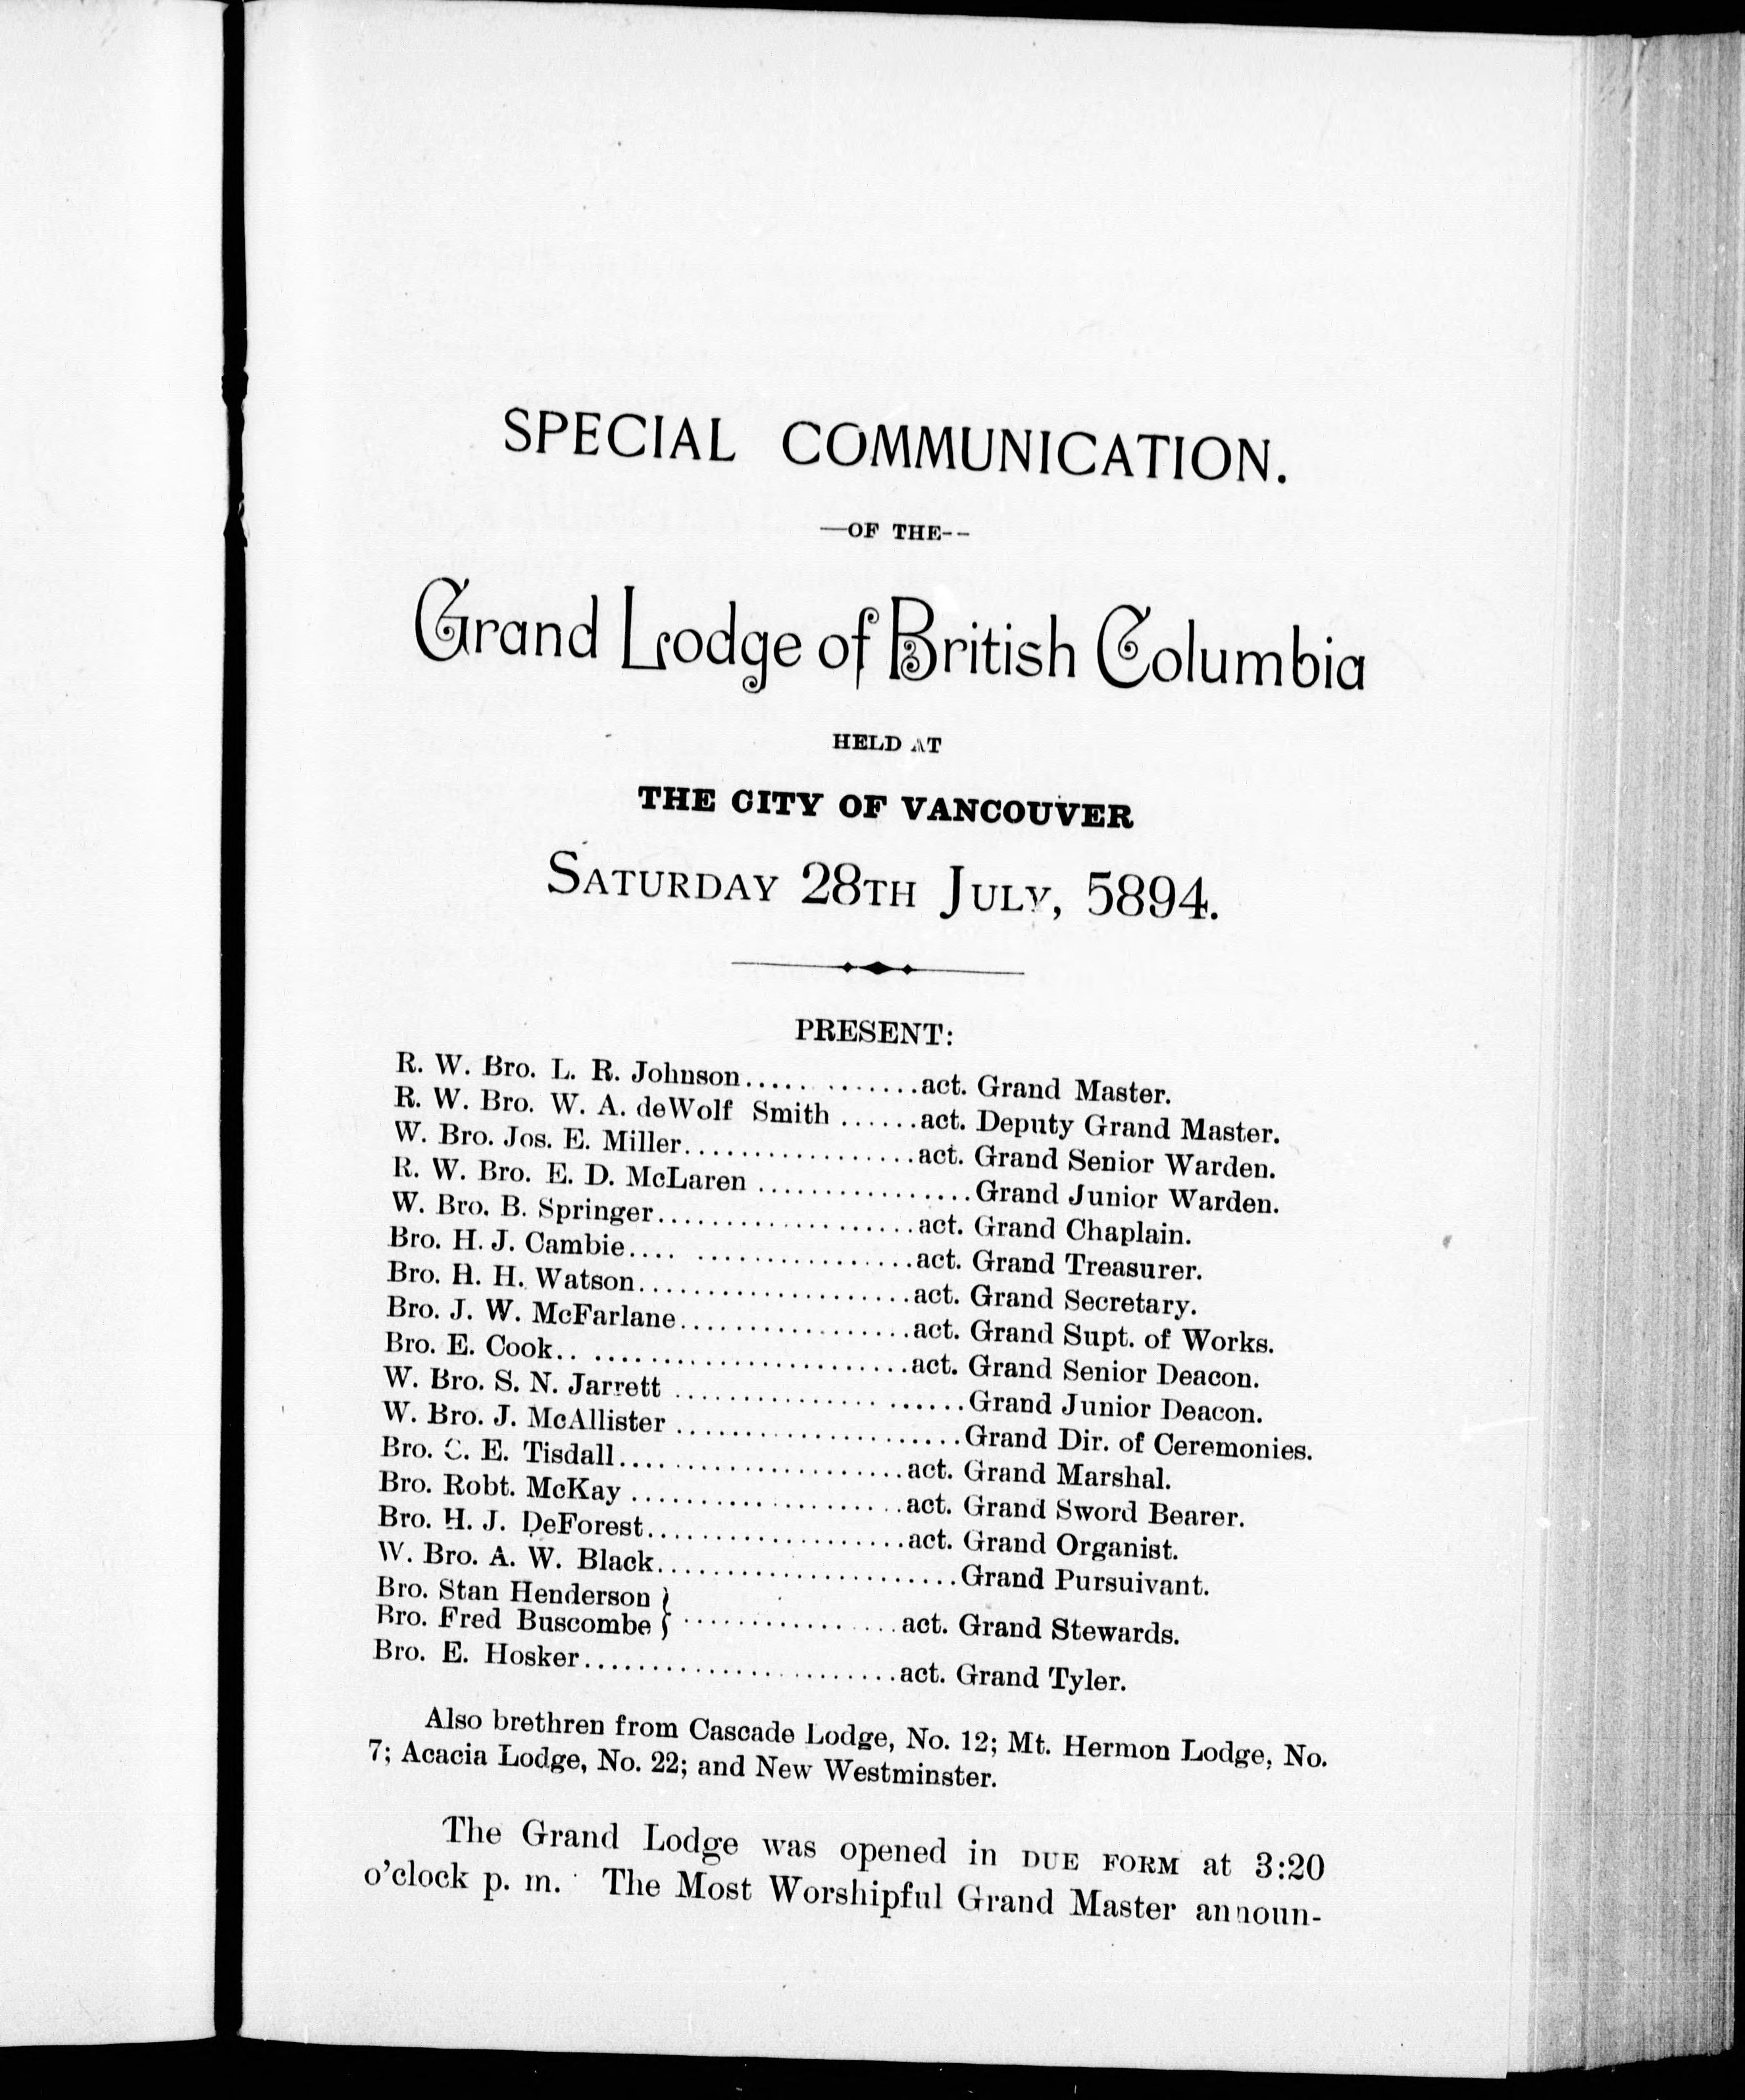 SPECIAL COMMUNICATION.
—OF THE--
Grand Lodge of British Columbia
HELD AT
THE CITY OF VANCOUVER
SATURDAY 28TH JULY, 5894.
PRESENT:
R. W. Bro. L. R. Johnson..... .......act. Grand Master.
R. W. Bro. W. A. deWolf Smith ......act. Deputy Grand Master.
W. Bro. Jos. E. Miller..................act. Grand Senior Warden.
R. W. Bro. E. D. McLaren ................Grand Junior Warden.
W. Bro. B. Springer....................act. Grand Chaplain.
Bro. H. J. Cambie.... .................act. Grand Treasurer.
Bro. H. H. Watson.....................act. Grand Secretary.
Bro. J. W. McFarlane..................act. Grand Supt. of Works.
Bro. E. Cook.. ........................act. Grand Senior Deacon.
W. Bro. S. N. Jarrett ......................Grand Junior Deacon.
W. Bro. J. McAllister ......................Grand Dir. of Ceremonies.
Bro. C. E. Tisdall......................act. Grand Marshal.
Bro. Robt. McKay .....................act. Grand Sword Bearer.
Bro. H. J. DeForest....................act. Grand Organist.
W. Bro. A. W. Black.......................Grand Pursuivant.
Bro. Stan Henderson }
Bro. Fred Buscombe } ................act. Grand Stewards.
Bro. E. Hosker........................act. Grand Tyler.
Also brethren from Cascade Lodge, No. 12; Mt. Hermon Lodge, No.
7; Acacia Lodge, No. 22; and New Westminster.
The Grand Lodge was opened in DUE FORM at 3:20
o'clock p. m. The Most Worshipful Grand Master announ-